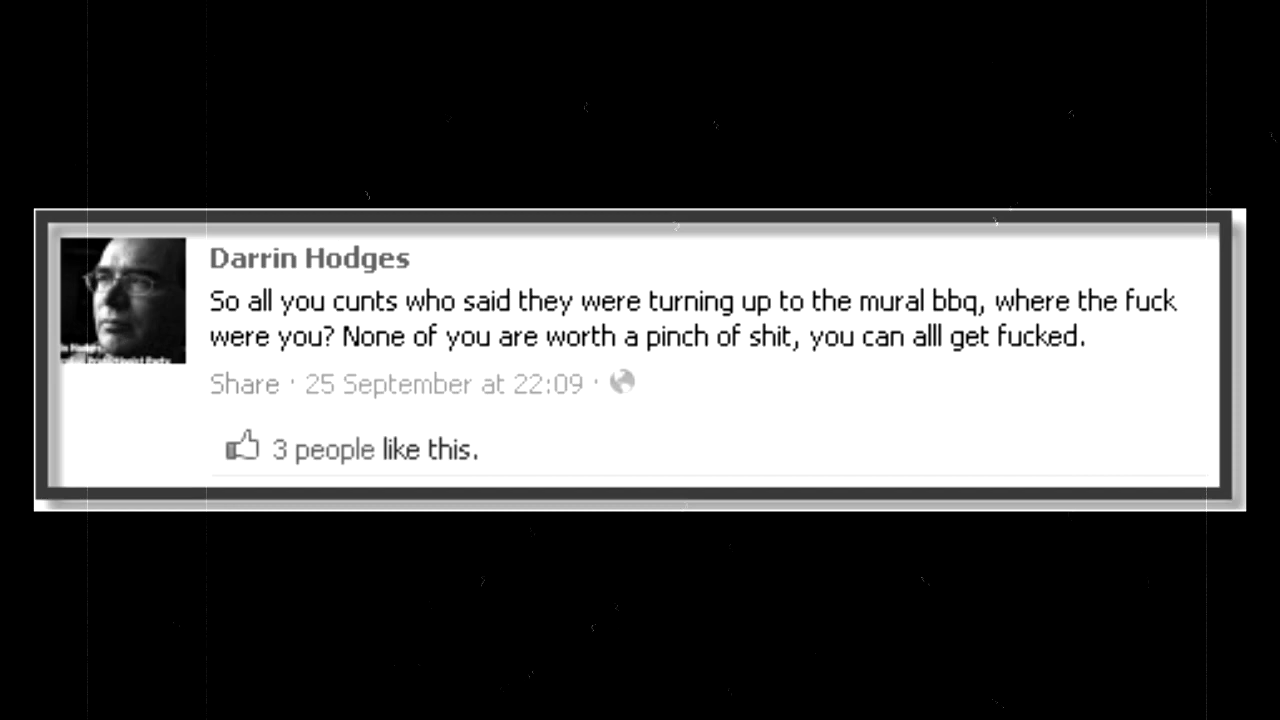 Darrin Hodges
So all you cunts who said they were turning up to the mural bbq, where the fuck
were you? None of you are worth a pinch of shit, you can alll get fucked.
Share · 25 September at 22:09 ·
3 people like this.